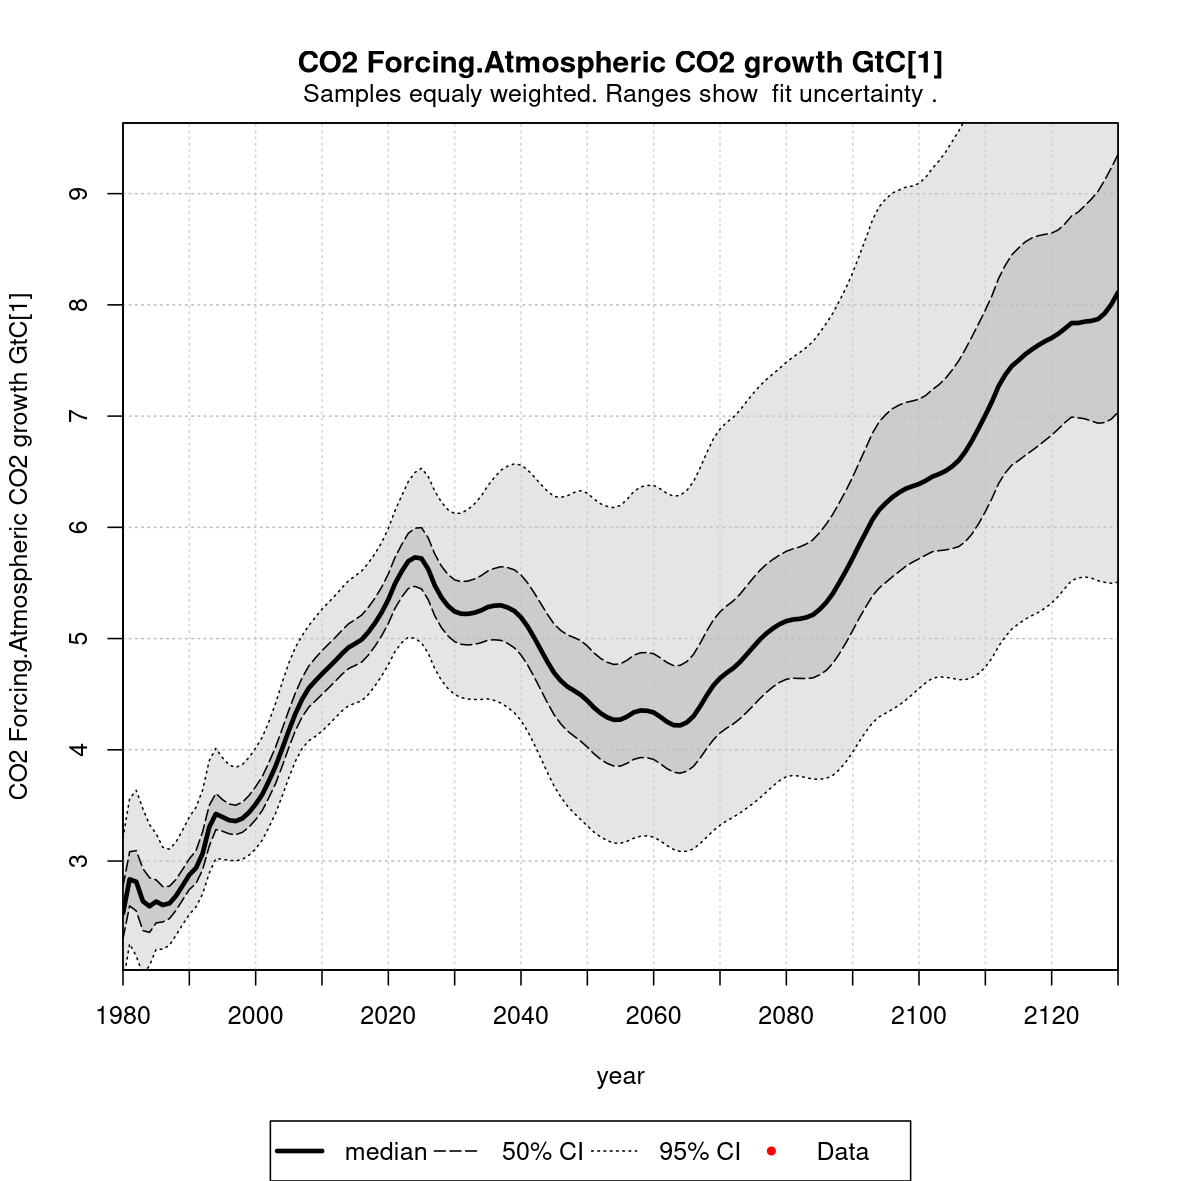 CO2 Forcing.Atmospheric CO2 growth GtC[1]
Samples equaly weighted. Ranges show  fit uncertainty .
CO2 Forcing.Atmospheric CO2 growth GtC[1]
9
8
7
6
5
4
3
1980 2000 2020 2040 2060 2080 2100 2120
year
median 50% CI 95% CI Data